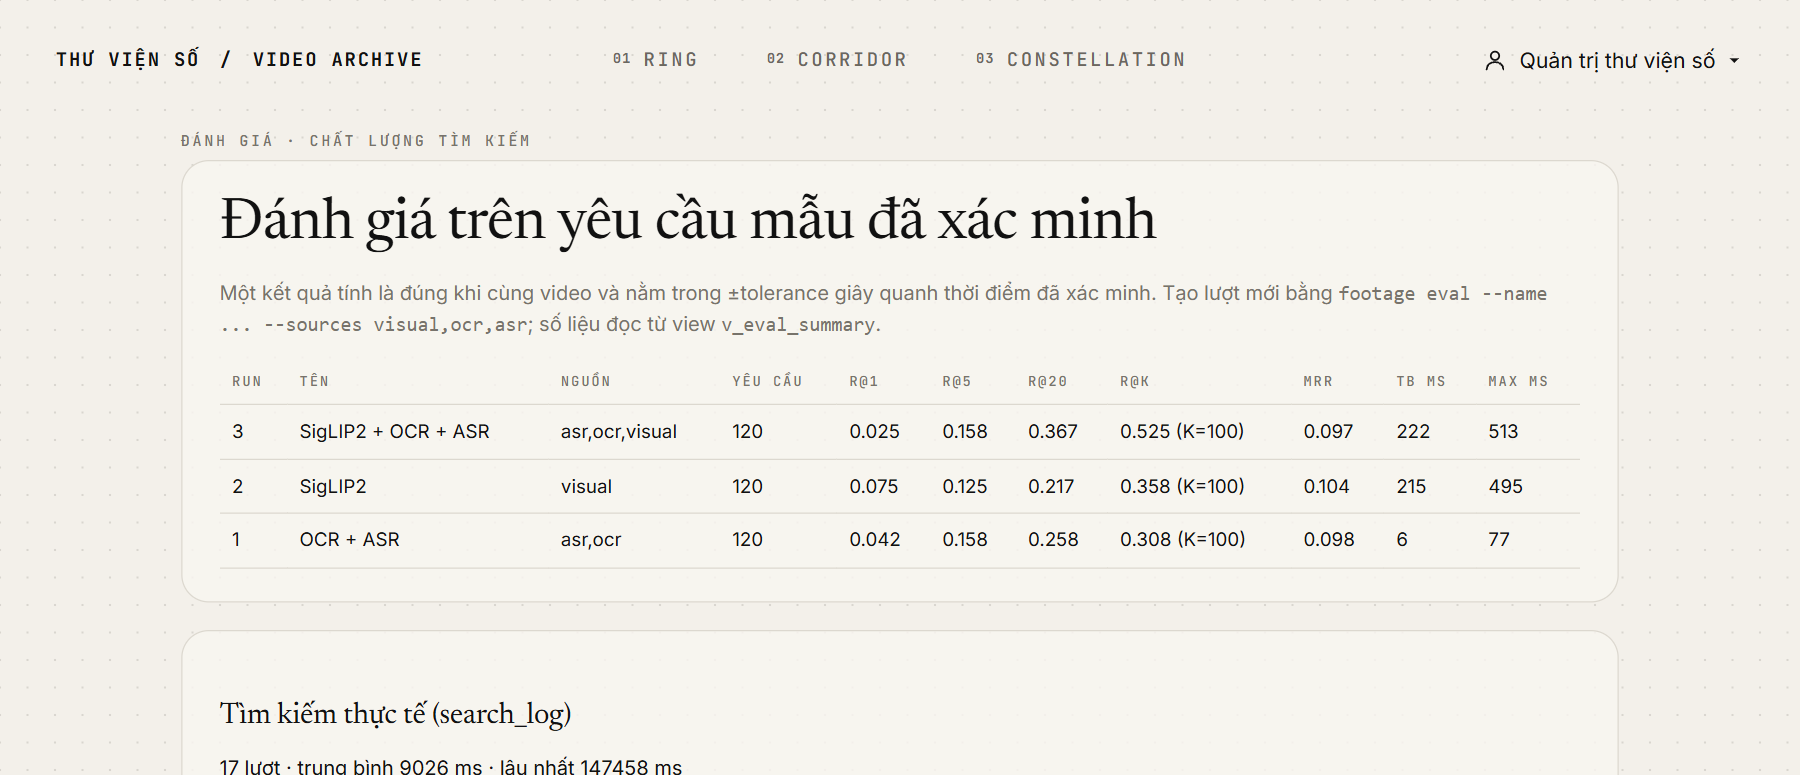 THƯ VIỆN SỐ / VIDEO ARCHIVE
01 RING 02 CORRIDOR 03 CONSTELLATION
Quản trị thư viện số
ĐÁNH GIÁ · CHẤT LƯỢNG TÌM KIẾM
Đánh giá trên yêu cầu mẫu đã xác minh
Một kết quả tính là đúng khi cùng video và nằm trong ±tolerance giây quanh thời điểm đã xác minh. Tạo lượt mới bằng footage eval --name
... --sources visual,ocr,asr; số liệu đọc từ view v_eval_summary.
RUN TÊN NGUỒN YÊU CẦU R@1 R@5 R@20 R@K MRR TB MS MAX MS
3 SigLIP2 + OCR + ASR asr,ocr,visual 120 0.025 0.158 0.367 0.525 (K=100) 0.097 222 513
2 SigLIP2 visual 120 0.075 0.125 0.217 0.358 (K=100) 0.104 215 495
1 OCR + ASR asr,ocr 120 0.042 0.158 0.258 0.308 (K=100) 0.098 6 77
Tìm kiếm thực tế (search_log)
17 lượt · trung bình 9026 ms · lâu nhất 147458 ms